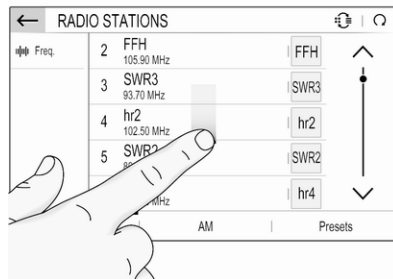 RADIO STATIONS
Freq.
2 FFH FFH
105.90 MHz
3 SWR3 SWR3
93.70 MHz
4 hr2 hr2
102.50 MHz
5 SWR2 SWR2
MHz
hr4
AM Presets